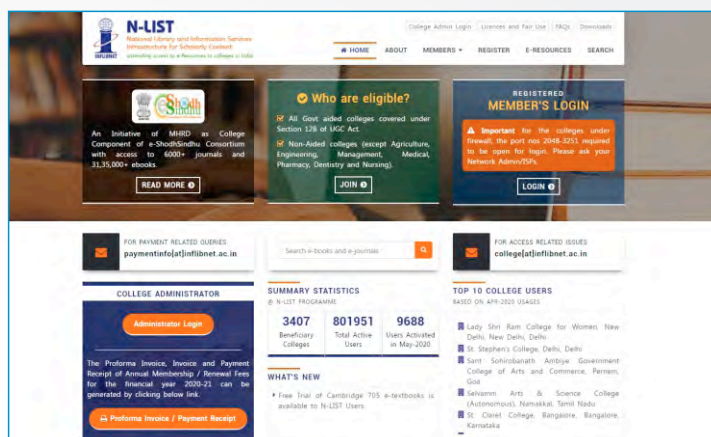 N-LIST
National Library and Information Services
Infrastructure for Scholarly Content
promoting access to e-Resources to colleges in India
INFLIBNET
College Admin Login
Licences and Fair Use
FAQs
Downloads
HOME
ABOUT
MEMBERS
REGISTER
E-RESOURCES
SEARCH
Shodh
Sindhu
An Initiative of MHRD as College
Component of e-ShodhSindhu Consortium
with access to 6000+ journals and
31,35,000+ ebooks.
READ MORE
Who are eligible?
All Govt aided colleges covered under
Section 12B of UGC Act.
Non-Aided colleges (except Agriculture,
Engineering, Management, Medical,
Pharmacy, Dentistry and Nursing).
JOIN
REGISTERED
MEMBER'S LOGIN
Important for the colleges under
firewall, the port nos 2048-3251 required
to be open for login. Please ask your
Network Admin/ISPs.
LOGIN
FOR PAYMENT RELATED QUERIES
paymentinfo[at]inflibnet.ac.in
Search e-books and e-journals
FOR ACCESS RELATED ISSUES
college[at]inflibnet.ac.in
COLLEGE ADMINISTRATOR
Administrator Login
The Proforma Invoice, Invoice and Payment
Receipt of Annual Membership / Renewal Fees
for the financial year 2020-21 can be
generated by clicking below link.
Proforma Invoice / Payment Receipt
SUMMARY STATISTICS
@ N-LIST PROGRAMME
3407
Beneficiary
Colleges
801951
Total Active
Users
9688
Users Activated
in May-2020
WHAT'S NEW
Free Trial of Cambridge 705 e-textbooks is
available to N-LIST Users
TOP 10 COLLEGE USERS
BASED ON APR-2020 USAGES
Lady Shri Ram College for Women, New
Delhi, New Delhi, Delhi
St. Stephen's College, Delhi, Delhi
Sant Sohirobanath Ambiye Government
College of Arts and Commerce, Pernem,
Goa
Selvamm Arts & Science College
(Autonomous), Namakkal, Tamil Nadu
St. Claret College, Bangalore, Bangalore,
Karnataka